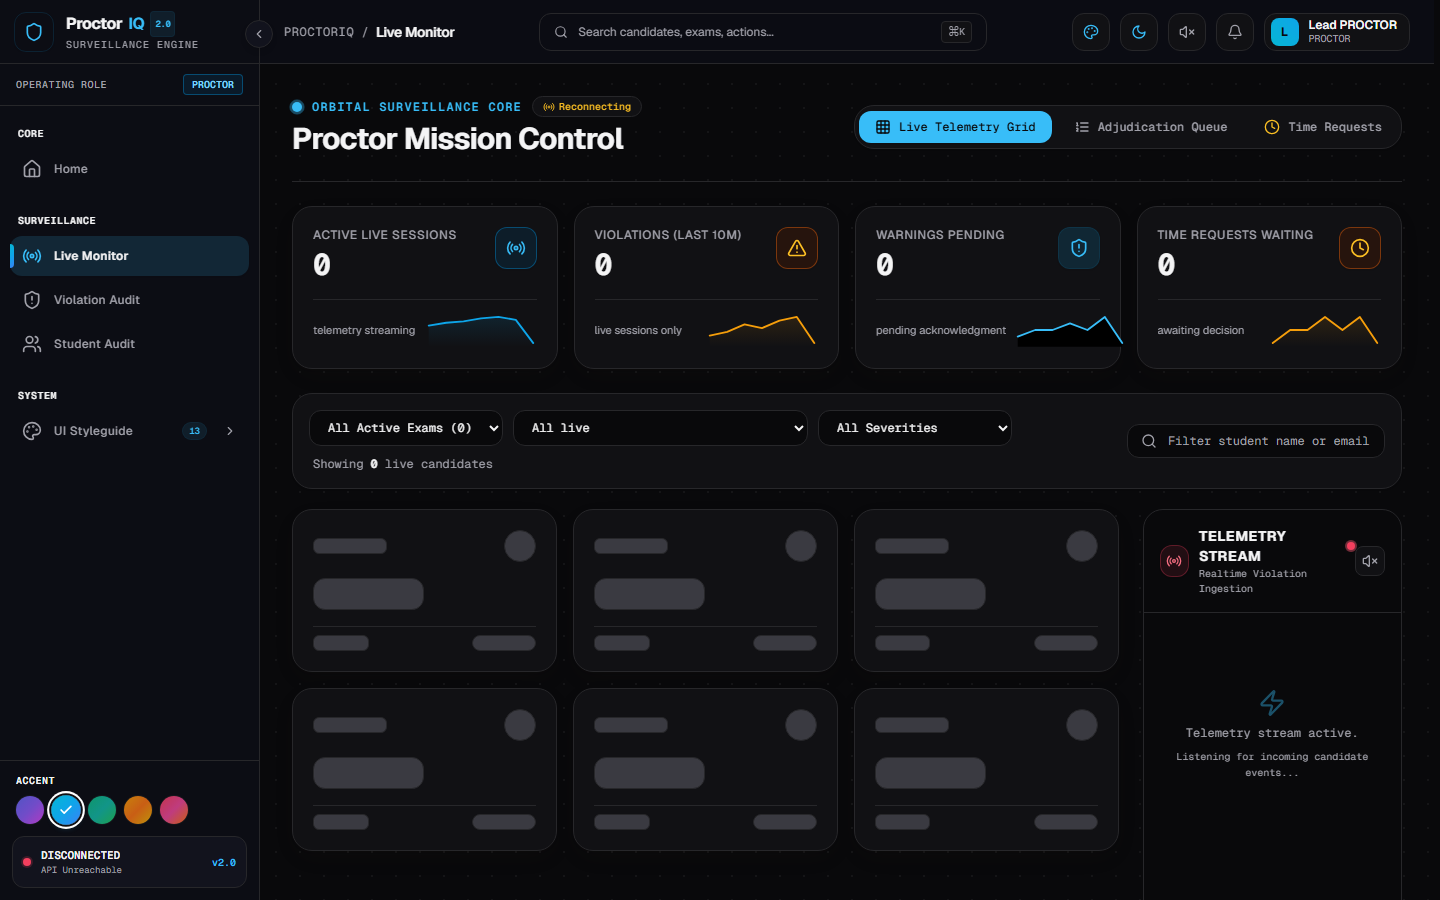 Proctor IQ 2.0
SURVEILLANCE ENGINE
OPERATING ROLE PROCTOR
CORE
Home
SURVEILLANCE
Live Monitor
Violation Audit
Student Audit
SYSTEM
UI Styleguide 13
ACCENT
DISCONNECTED
API Unreachable
v2.0
PROCTORIQ / Live Monitor
Search candidates, exams, actions... ⌘K
L
Lead PROCTOR
PROCTOR
ORBITAL SURVEILLANCE CORE Reconnecting
Proctor Mission Control
Live Telemetry Grid Adjudication Queue Time Requests
ACTIVE LIVE SESSIONS
0
telemetry streaming
VIOLATIONS (LAST 10M)
0
live sessions only
WARNINGS PENDING
0
pending acknowledgment
TIME REQUESTS WAITING
0
awaiting decision
All Active Exams (0) All live All Severities
Filter student name or email
Showing 0 live candidates
TELEMETRY
STREAM
Realtime Violation
Ingestion
Telemetry stream active.
Listening for incoming candidate
events...